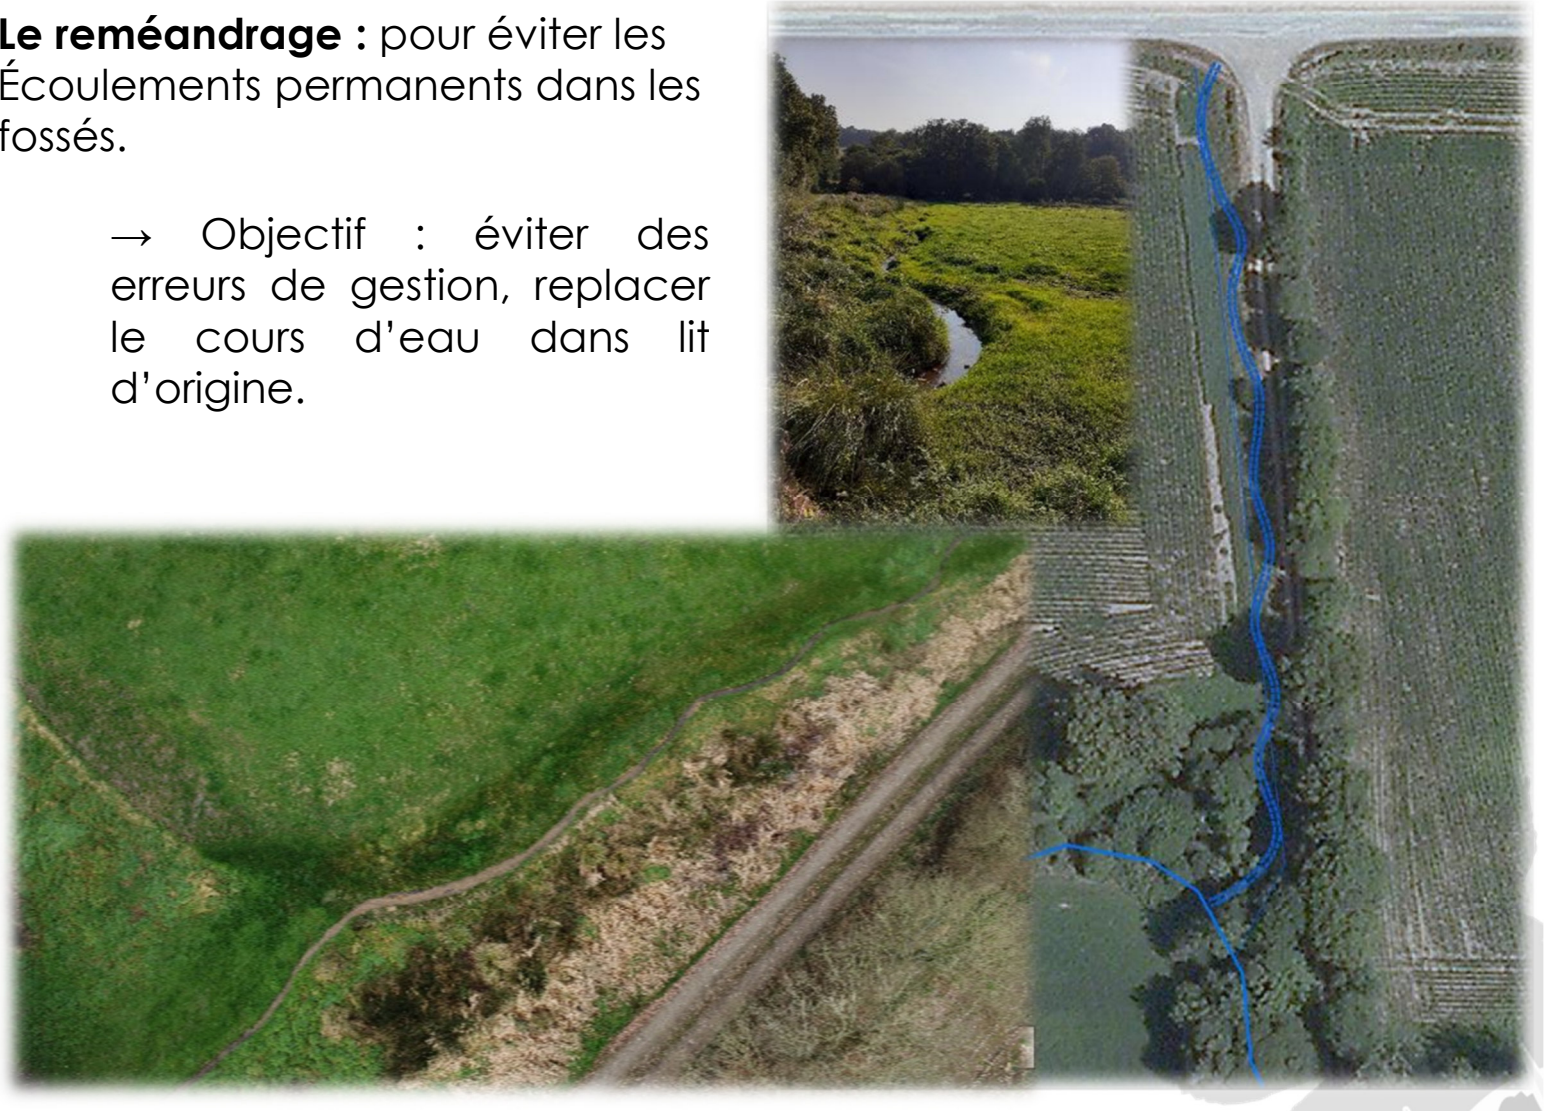 Le reméandrage : pour éviter les
Écoulements permanents dans les
fossés.
→ Objectif : éviter des
erreurs de gestion, replacer
le cours d’eau dans lit
d’origine.